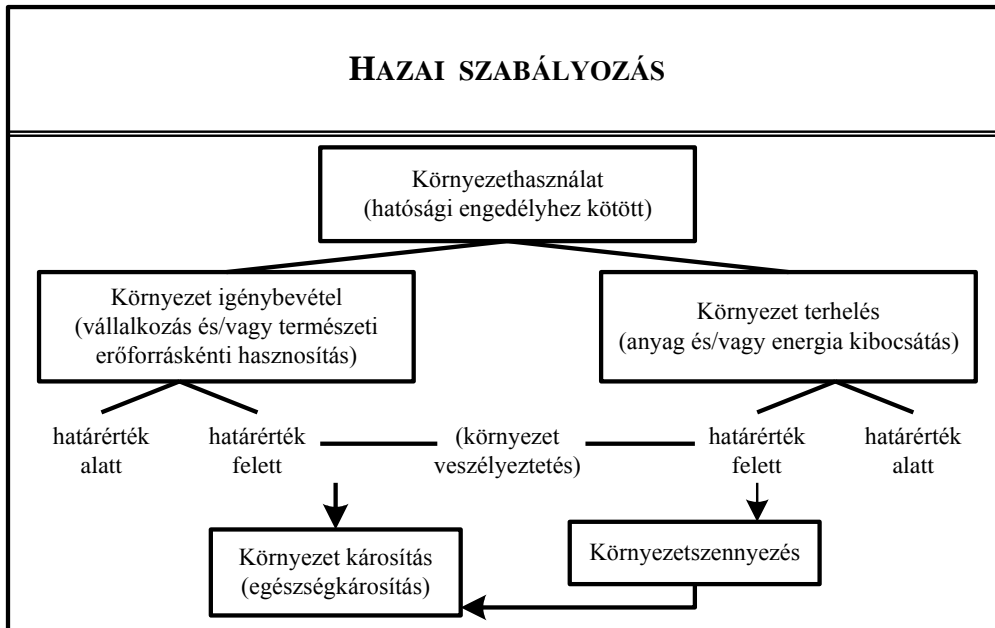 HAZAI SZABÁLYOZÁS
Környezethasználat
(hatósági engedélyhez kötött)
Környezet igénybevétel
(vállalkozás és/vagy természeti
erőforráskénti hasznosítás)
Környezet terhelés
(anyag és/vagy energia kibocsátás)
határérték
alatt
határérték
felett
(környezet
veszélyeztetés)
határérték
felett
határérték
alatt
Környezet károsítás
(egészségkárosítás)
Környezetszennyezés